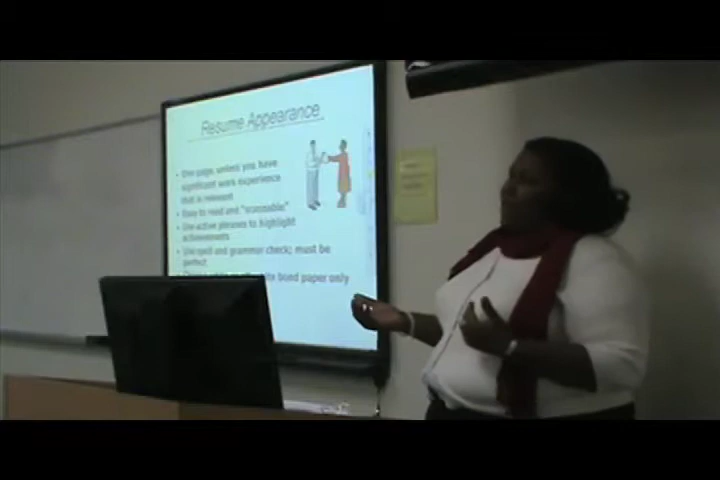 Resume Appearance
• One page, unless you have
significant work experience
that is relevant
• Easy to read and "scannable"
• Use active phrases to highlight
achievements
• Use spell and grammar check; must be
perfect
bond paper only